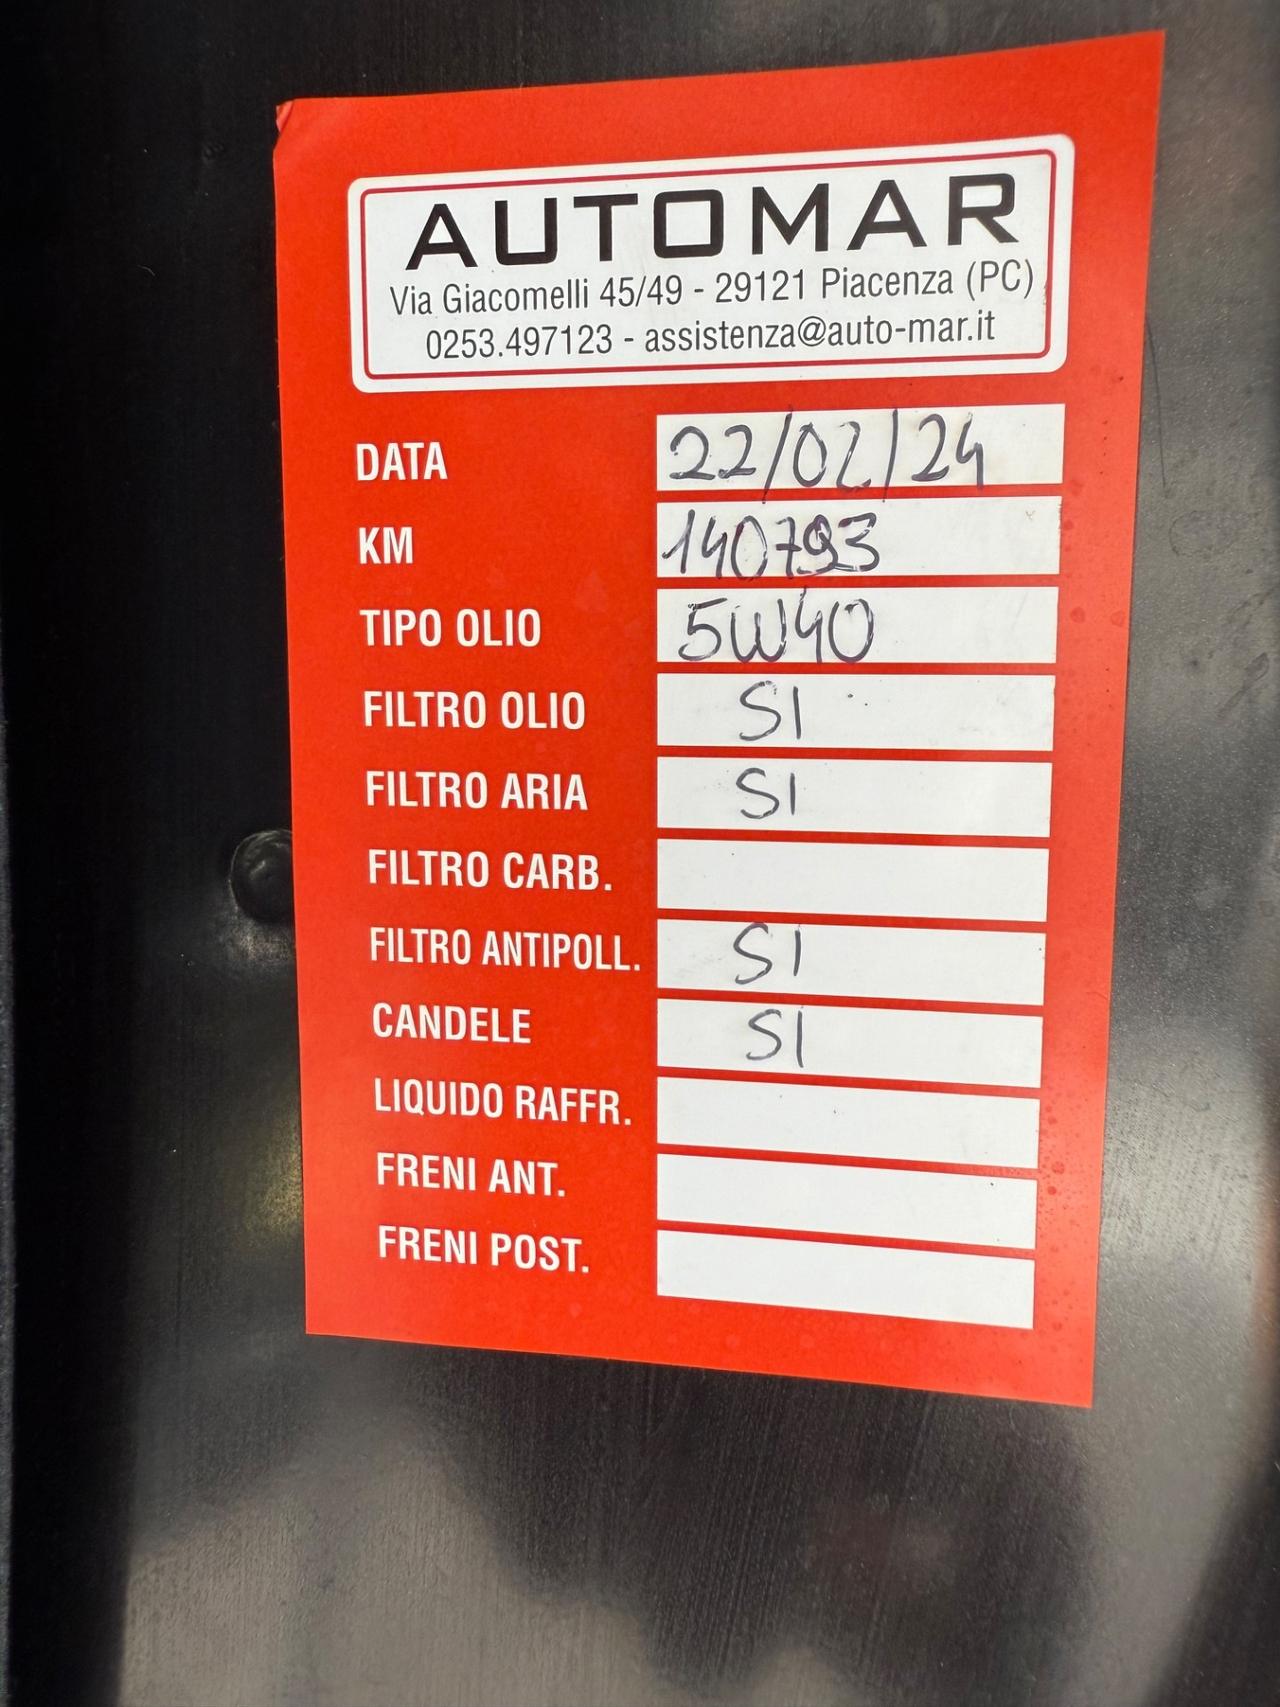 AUTOMAR
Via Giacomelli 45/49 - 29121 Piacenza (PC)
0253.497123 - assistenza@auto-mar.it
DATA 22/02/24
KM 140793
TIPO OLIO 5W40
FILTRO OLIO SI
FILTRO ARIA SI
FILTRO CARB.
FILTRO ANTIPOLL. SI
CANDELE SI
LIQUIDO RAFFR.
FRENI ANT.
FRENI POST.